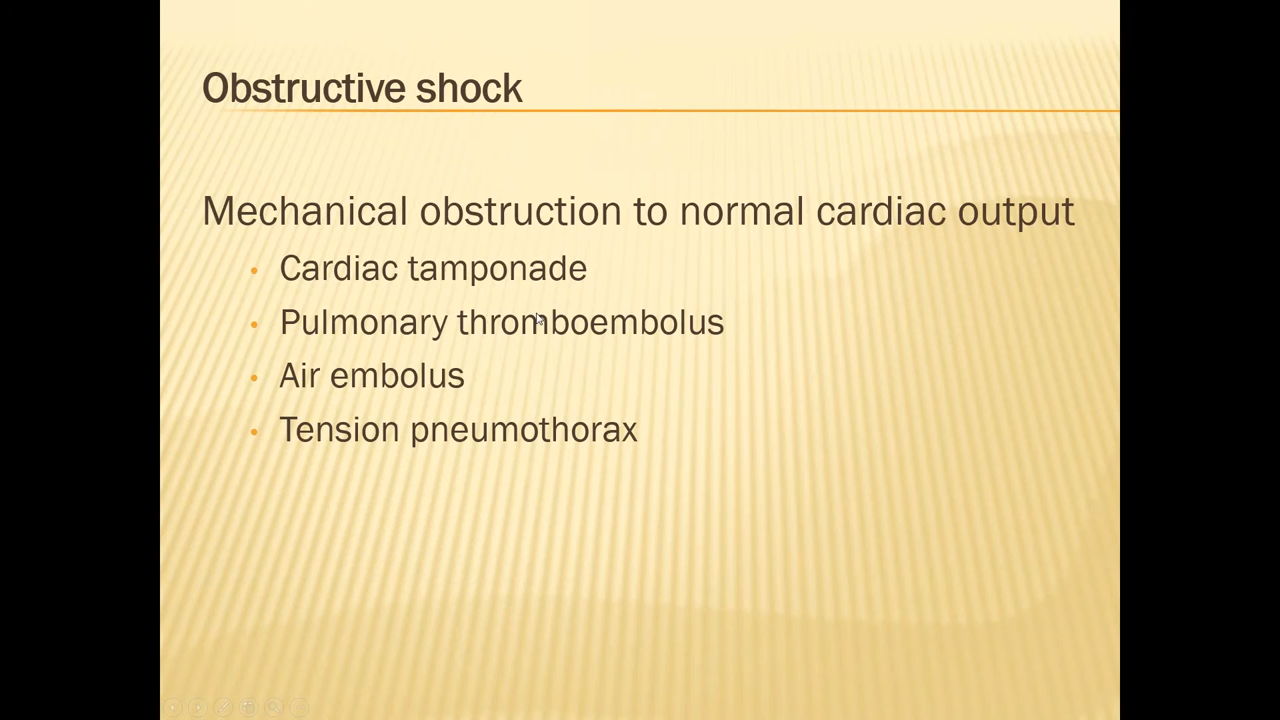 Obstructive shock
Mechanical obstruction to normal cardiac output
• Cardiac tamponade
• Pulmonary thromboembolus
• Air embolus
• Tension pneumothorax